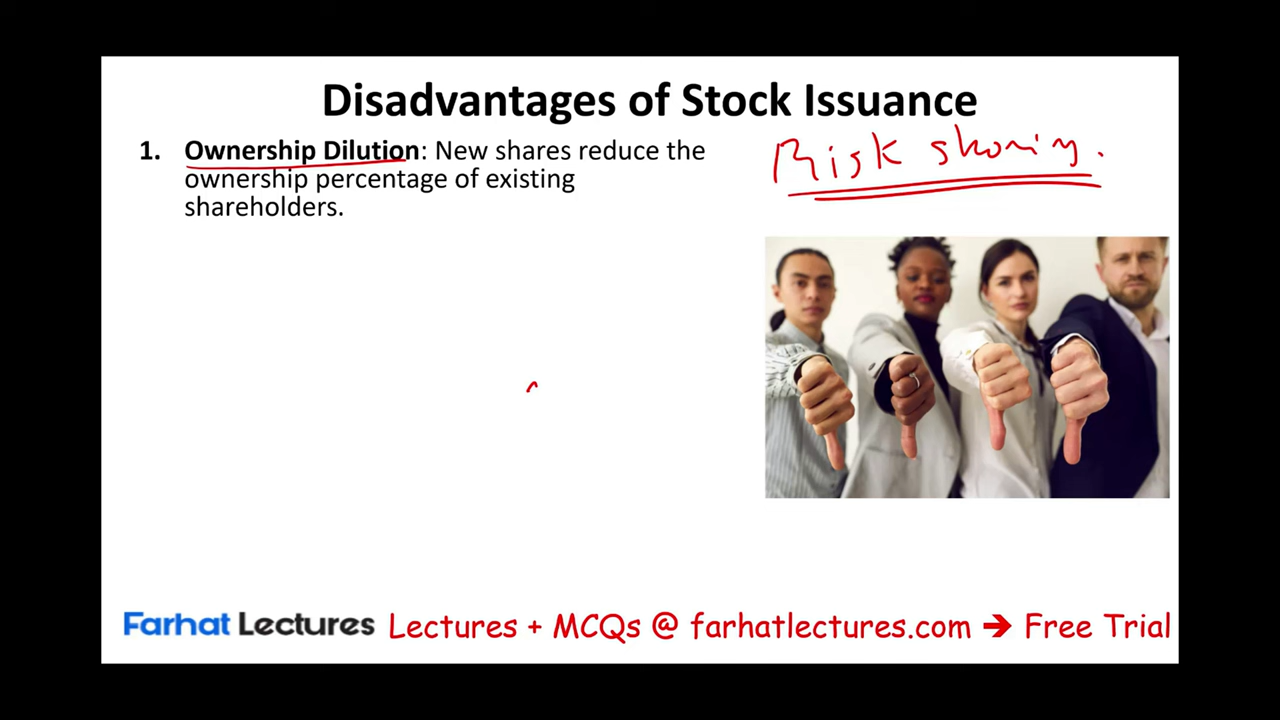 Disadvantages of Stock Issuance
1. Ownership Dilution: New shares reduce the
ownership percentage of existing
shareholders.
Risk sharing.
Farhat Lectures Lectures + MCQs @ farhatlectures.com → Free Trial